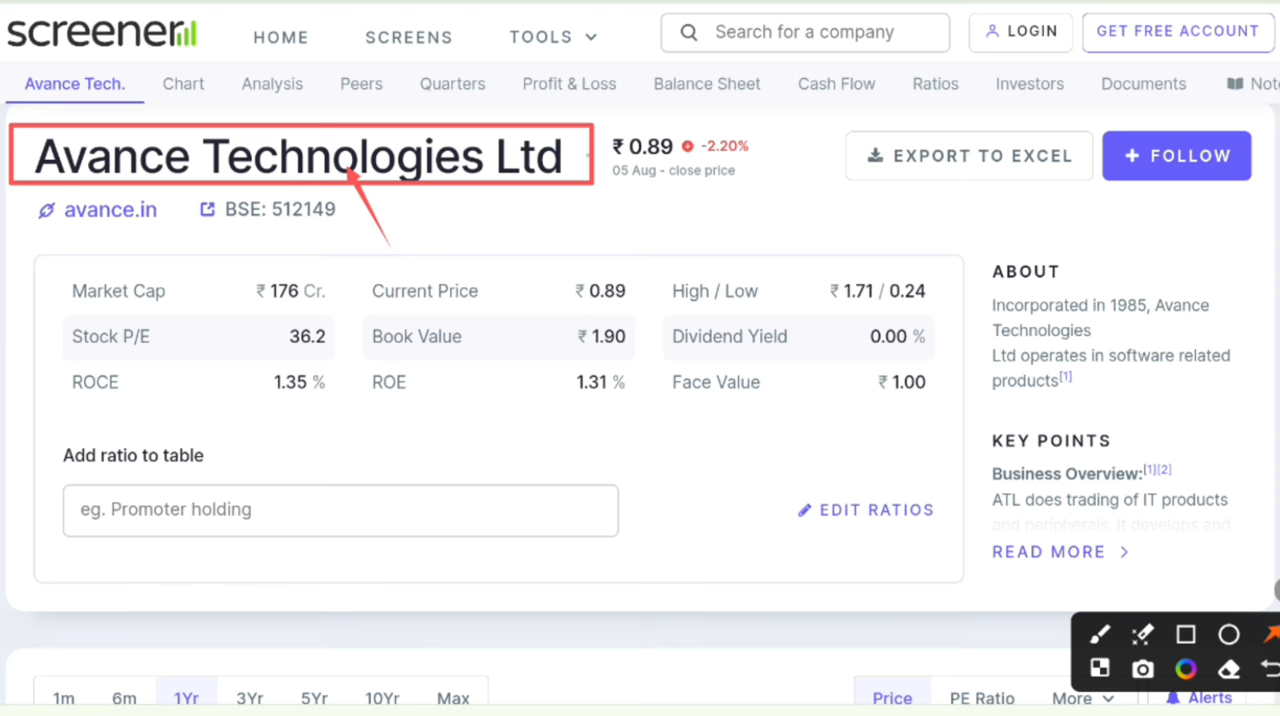 screener
HOME SCREENS TOOLS
Search for a company
LOGIN
GET FREE ACCOUNT
Avance Tech. Chart Analysis Peers Quarters Profit & Loss Balance Sheet Cash Flow Ratios Investors Documents Not
Avance Technologies Ltd
₹ 0.89 -2.20%
05 Aug - close price
EXPORT TO EXCEL
+ FOLLOW
avance.in BSE: 512149
Market Cap ₹ 176 Cr.
Current Price ₹ 0.89
High / Low ₹ 1.71 / 0.24
Stock P/E 36.2
Book Value ₹ 1.90
Dividend Yield 0.00 %
ROCE 1.35 %
ROE 1.31 %
Face Value ₹ 1.00
Add ratio to table
eg. Promoter holding
EDIT RATIOS
ABOUT
Incorporated in 1985, Avance
Technologies
Ltd operates in software related
products[1]
KEY POINTS
Business Overview:[1][2]
ATL does trading of IT products
and peripherals. It develops and
READ MORE
1m 6m 1Yr 3Yr 5Yr 10Yr Max
Price PE Ratio More
Alerts